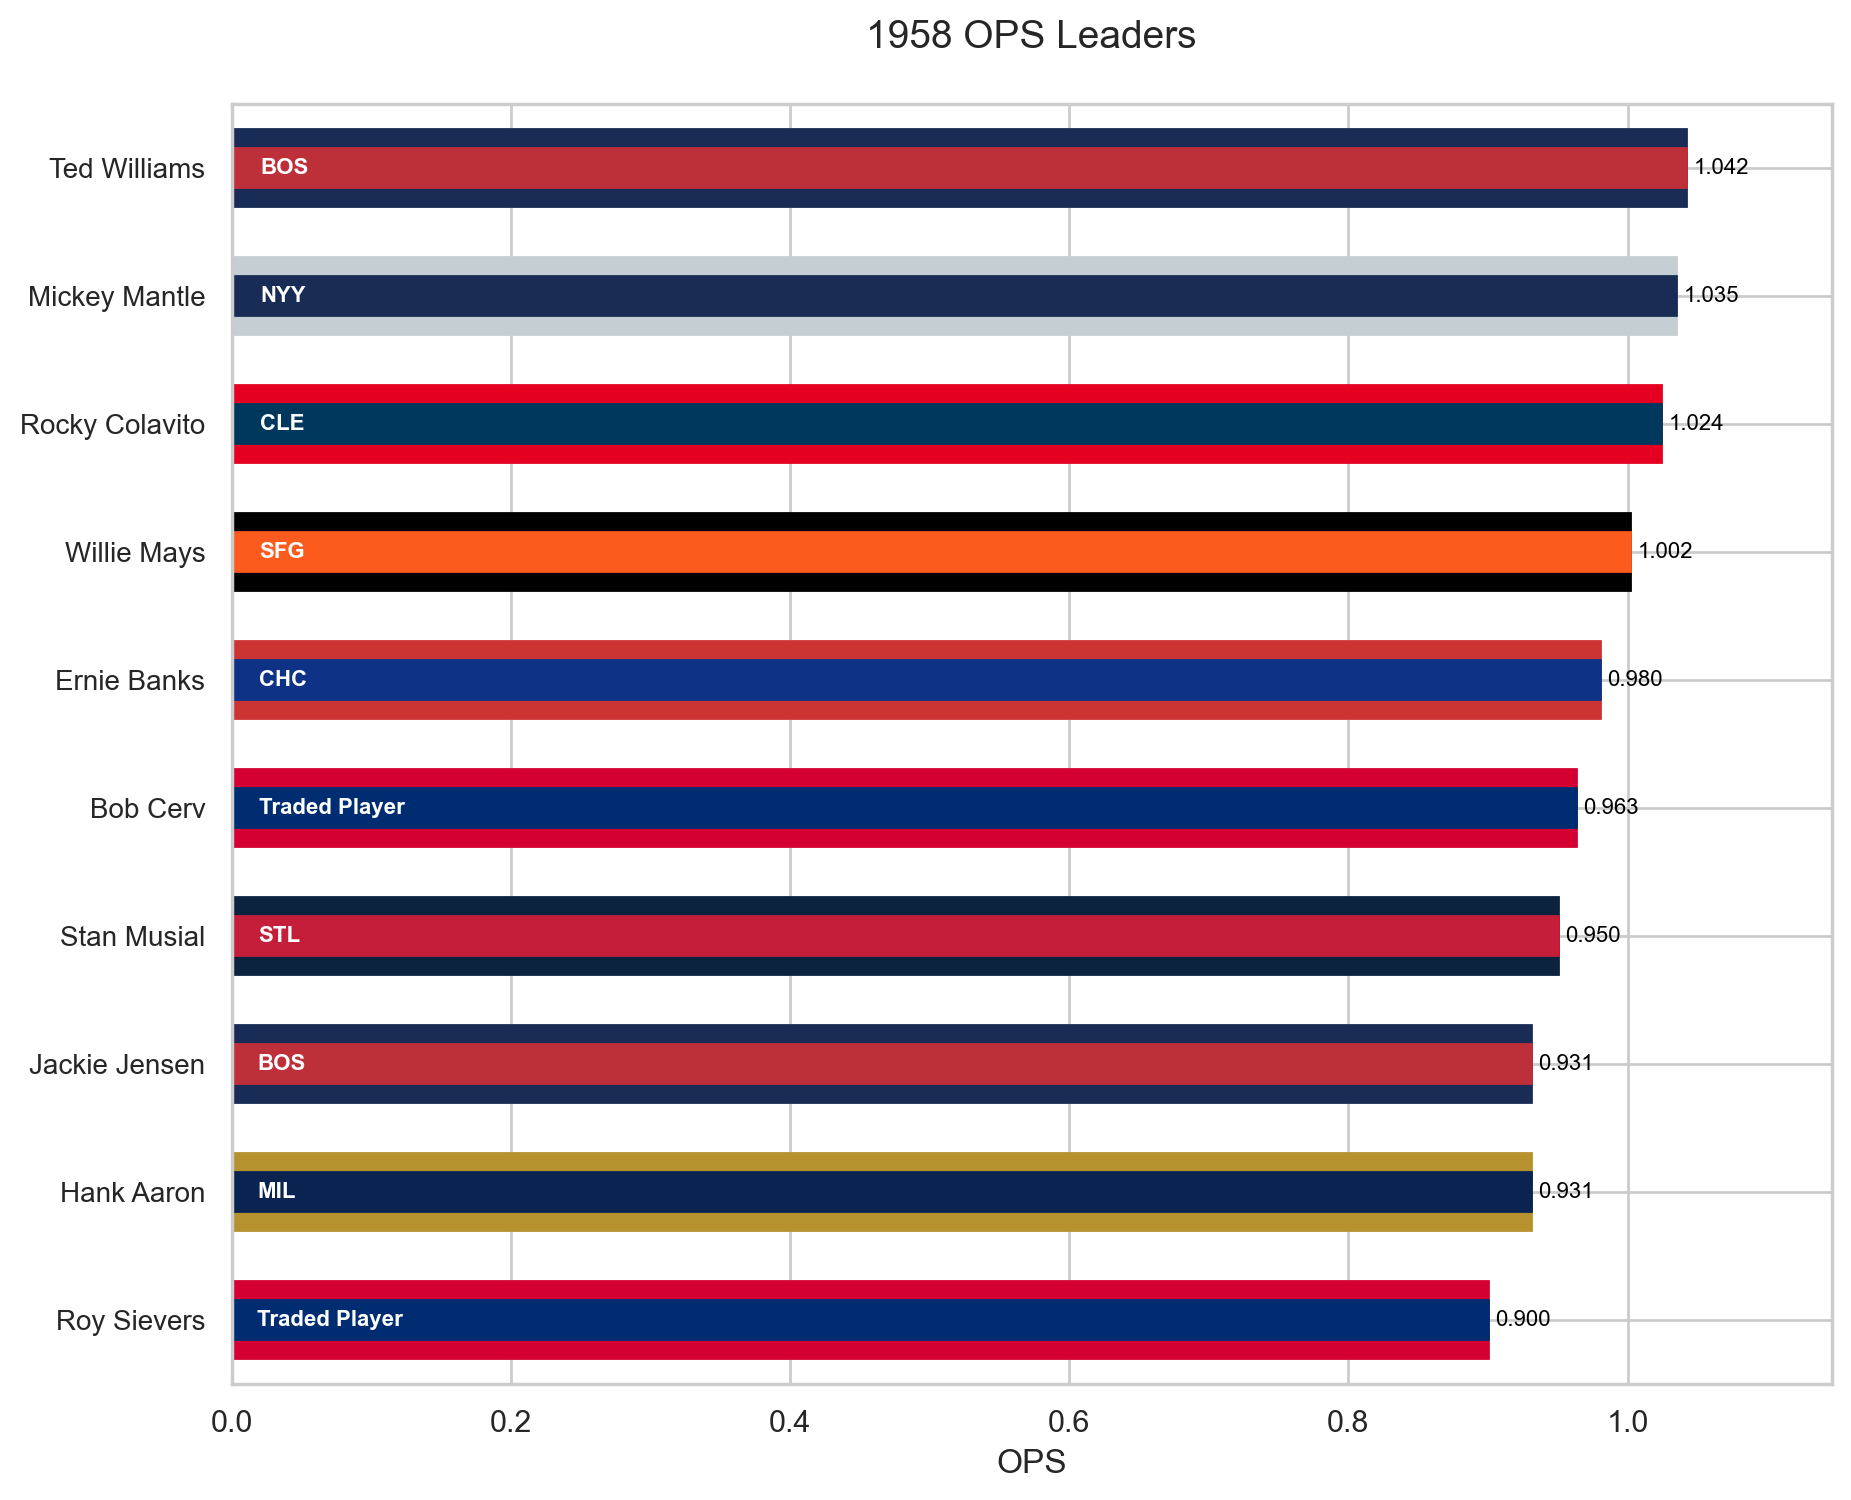 1958 OPS Leaders
Ted Williams BOS 1.042
Mickey Mantle NYY 1.035
Rocky Colavito CLE 1.024
Willie Mays SFG 1.002
Ernie Banks CHC 0.980
Bob Cerv Traded Player 0.963
Stan Musial STL 0.950
Jackie Jensen BOS 0.931
Hank Aaron MIL 0.931
Roy Sievers Traded Player 0.900
0.0 0.2 0.4 0.6 0.8 1.0
OPS